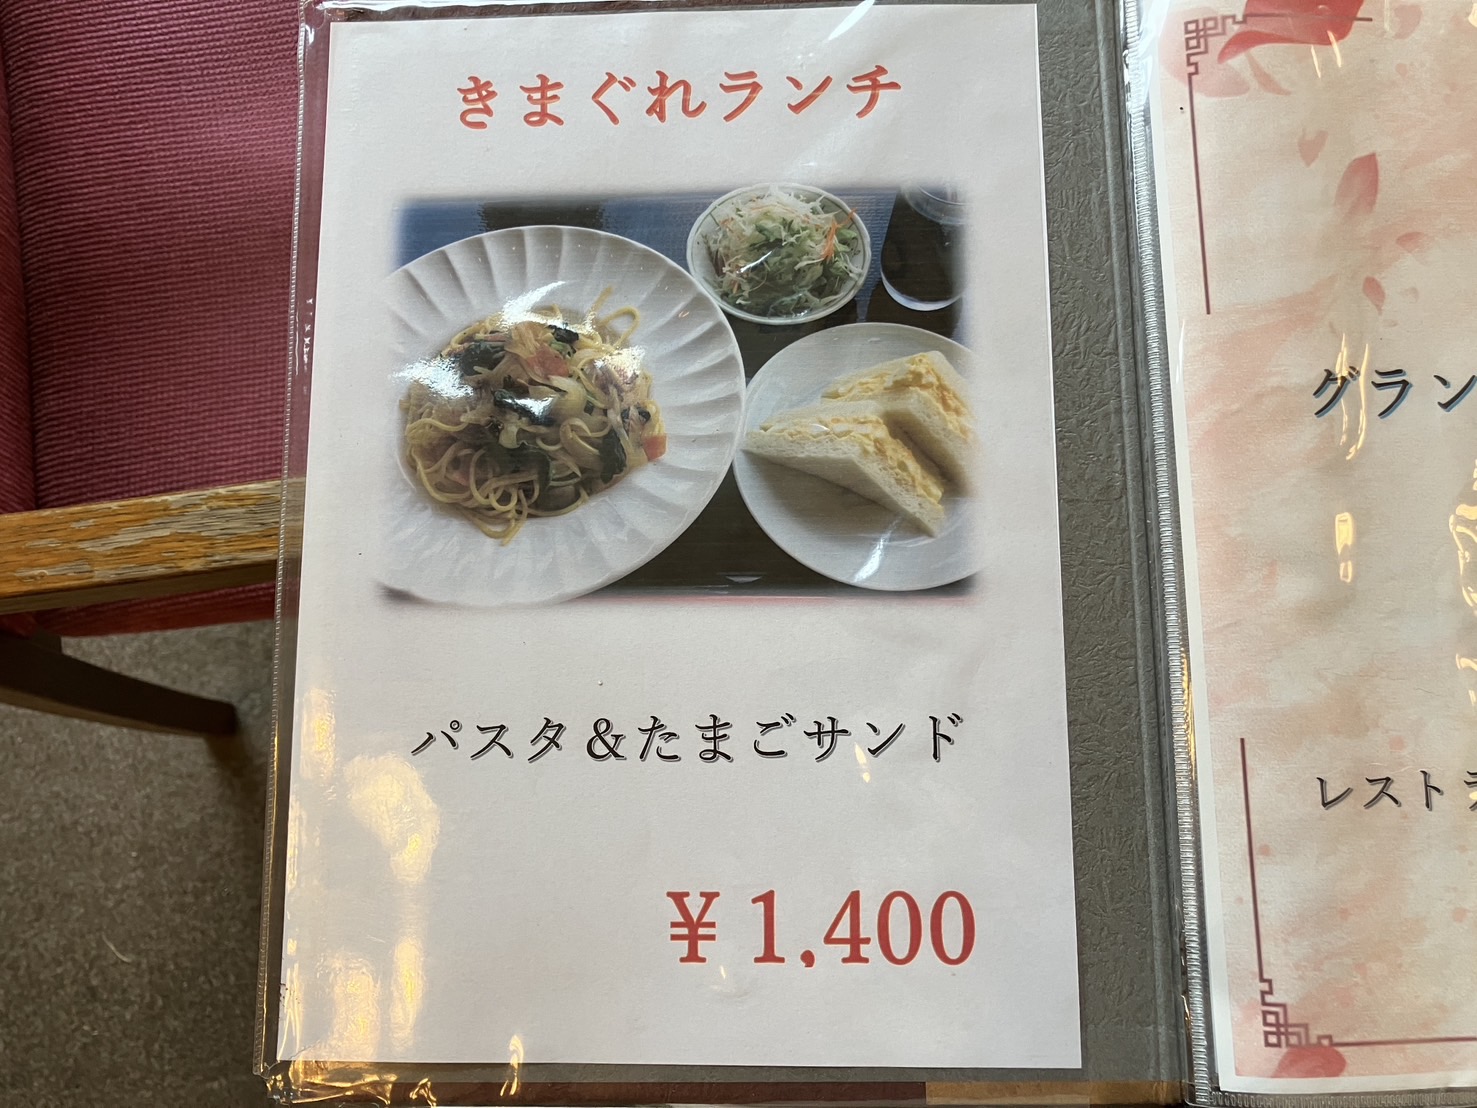 きまぐれランチ
パスタ＆たまごサンド
￥1,400
グラン
レスト